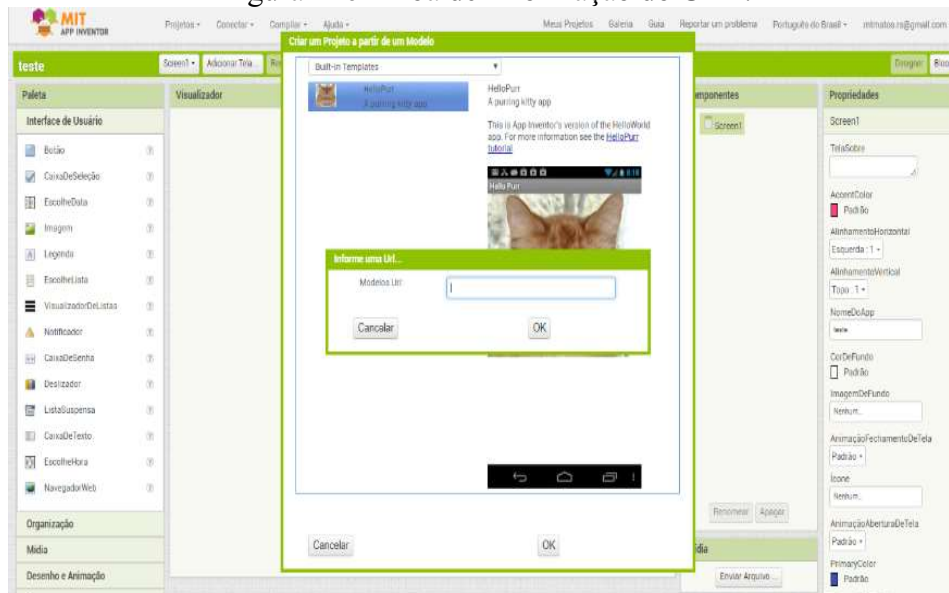 MIT
APP INVENTOR
Projetos Conectar Compilar Ajuda
Meus Projetos Galeria Guia Reportar um problema Português do Brasil
teste
Screen1 Adicionar Tela ...
Criar um Projeto a partir de um Modelo
Built-in Templates
HelloPurr
A purring kitty app
HelloPurr
A purring kitty app
This is App Inventor's version of the HelloWorld
app. For more information see the HelloPurr
tutorial
Hello Purr
Informe uma Url...
Modelos Url:
Cancelar OK
Cancelar OK
Paleta
Interface de Usuário
Botão
CaixaDeSeleção
EscolheData
Imagem
Legenda
EscolheLista
VisualizadorDeListas
Notificador
CaixaDeSenha
Deslizador
ListaSuspensa
CaixaDeTexto
EscolheHora
NavegadorWeb
Organização
Mídia
Desenho e Animação
Visualizador
Screen1
Renomear Apagar
Enviar Arquivo ...
Designer
Propriedades
Screen1
TelaSobre
AccentColor
Padrão
AlinhamentoHorizontal
Esquerda : 1
AlinhamentoVertical
Topo : 1
NomeDoApp
teste
CorDeFundo
Padrão
ImagemDeFundo
Nenhum...
AnimaçãoFechamentoDeTela
Padrão
Ícone
Nenhum...
AnimaçãoAberturaDeTela
Padrão
PrimaryColor
Padrão